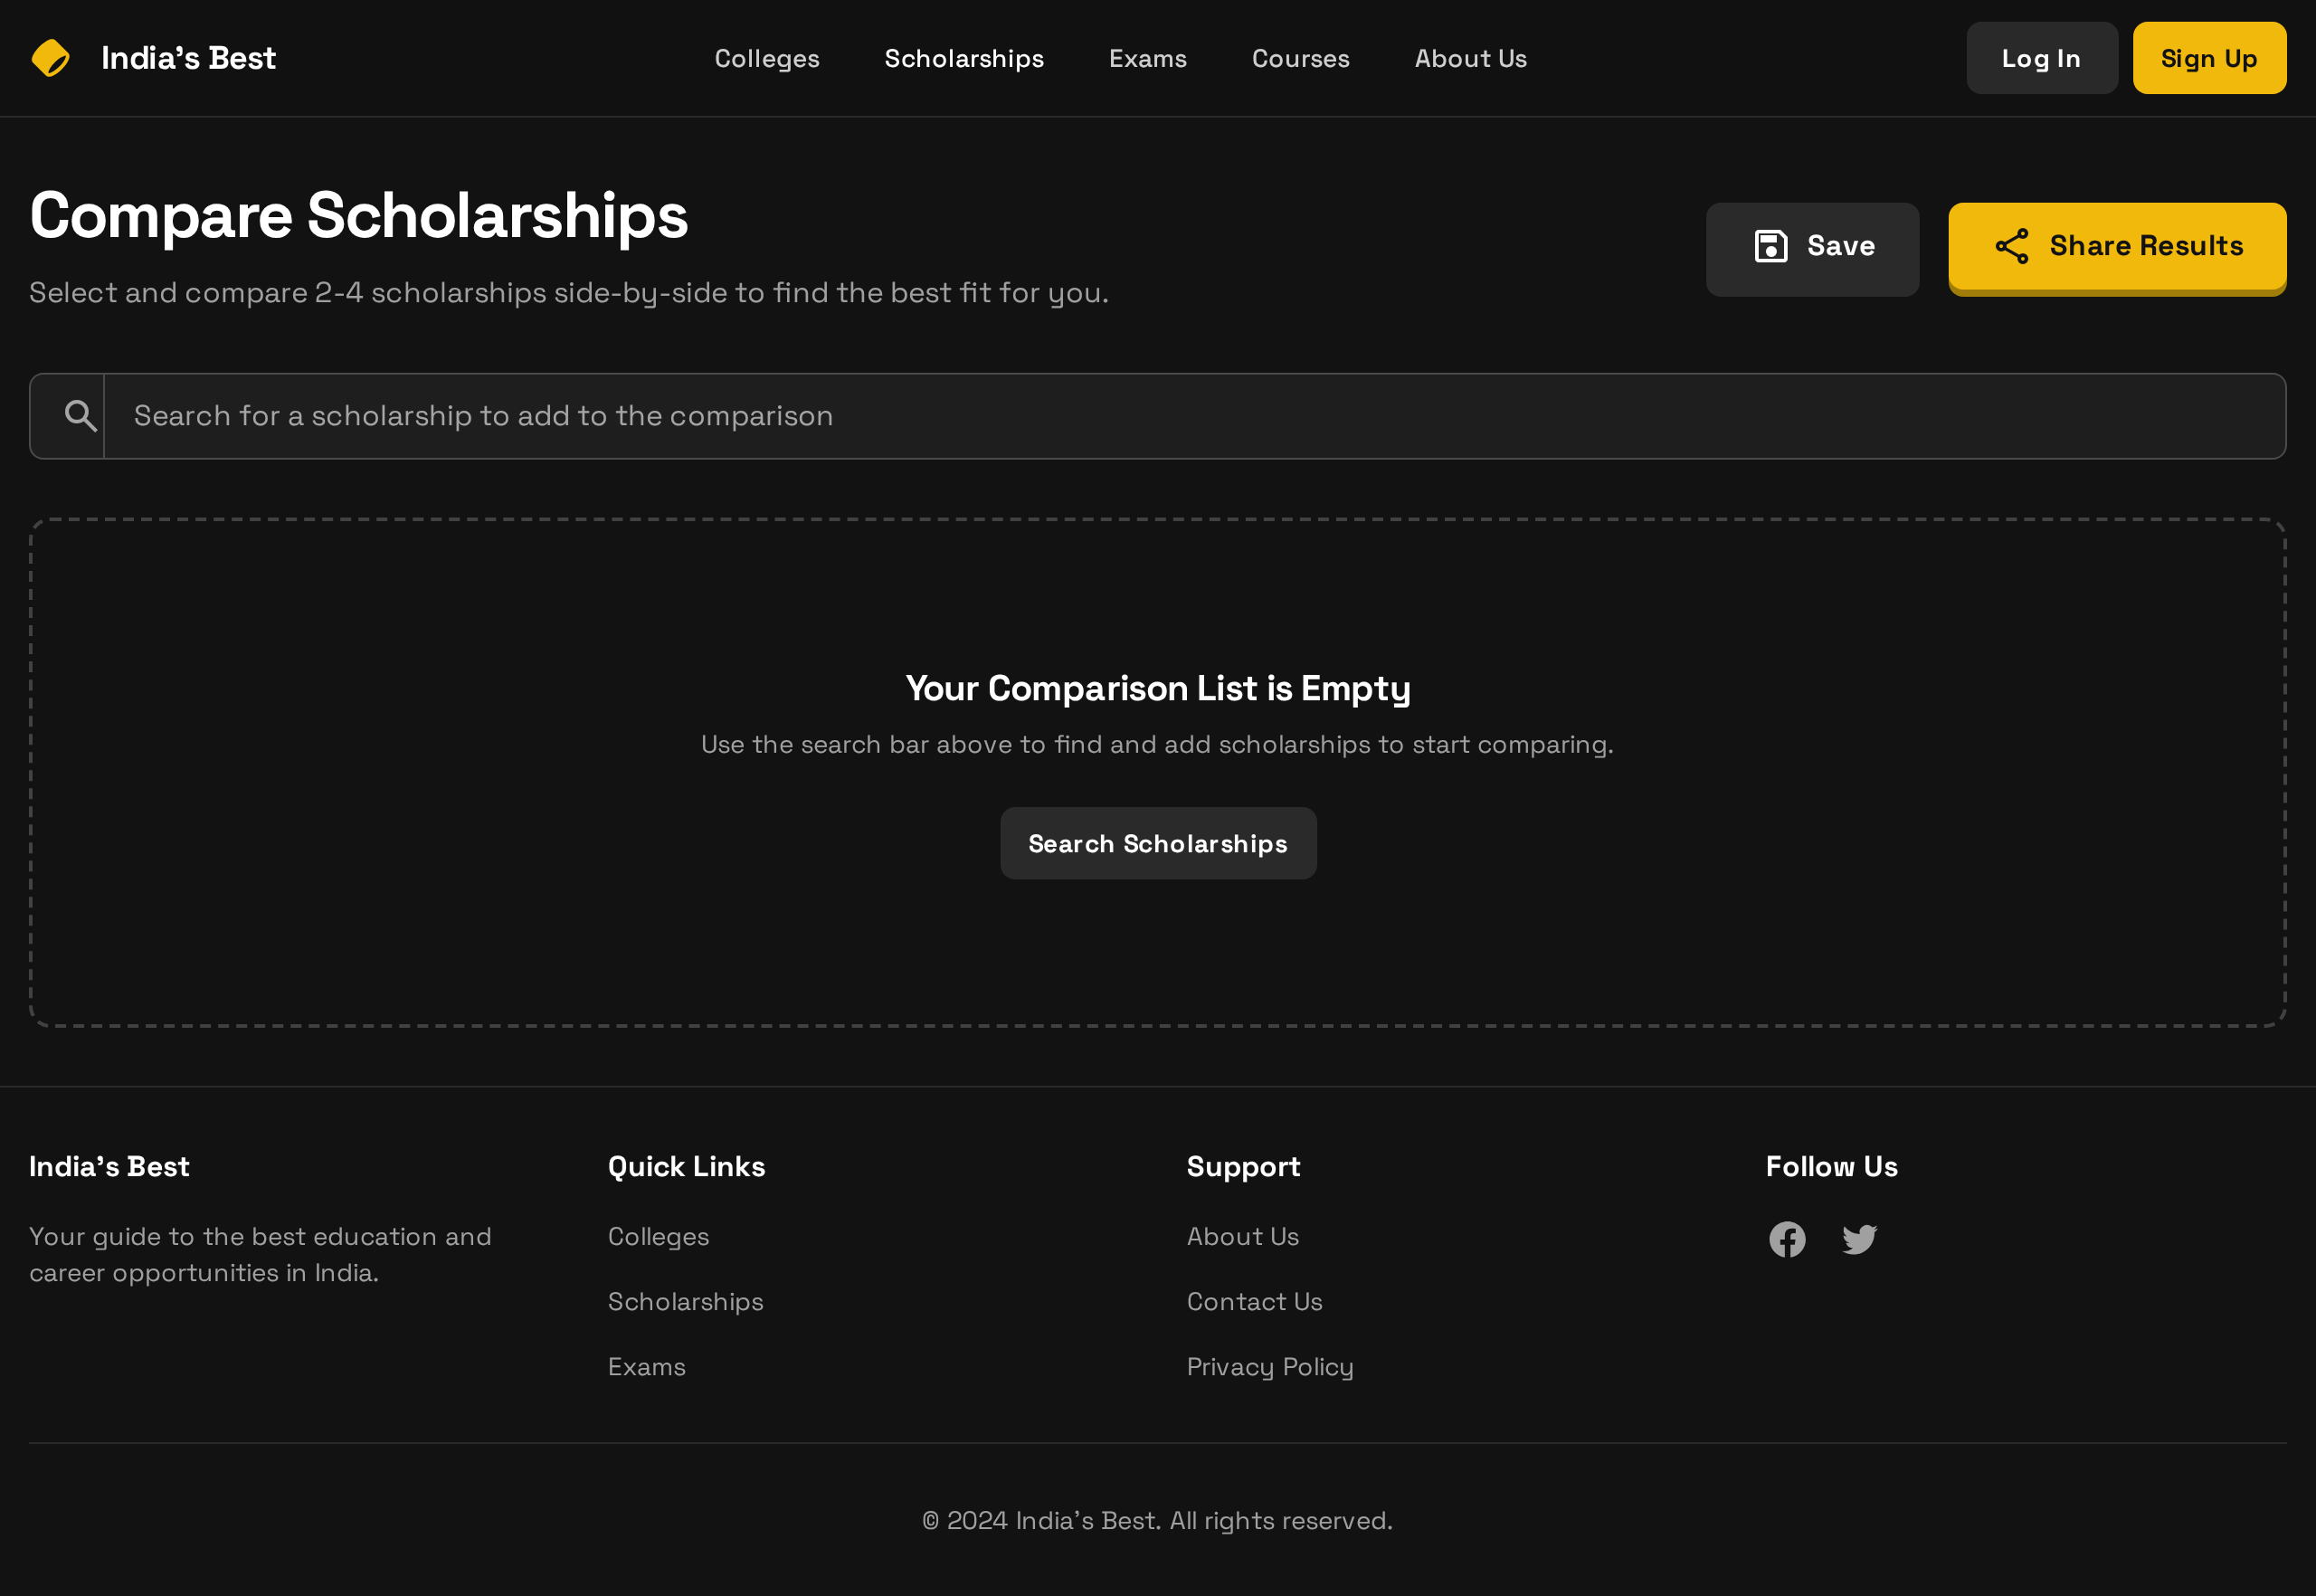 India's Best
Colleges
Scholarships
Exams
Courses
About Us
Log In
Sign Up
Compare Scholarships
Select and compare 2-4 scholarships side-by-side to find the best fit for you.
Save
Share Results
Search for a scholarship to add to the comparison
Your Comparison List is Empty
Use the search bar above to find and add scholarships to start comparing.
Search Scholarships
India's Best
Your guide to the best education and
career opportunities in India.
Quick Links
Colleges
Scholarships
Exams
Support
About Us
Contact Us
Privacy Policy
Follow Us
© 2024 India's Best. All rights reserved.